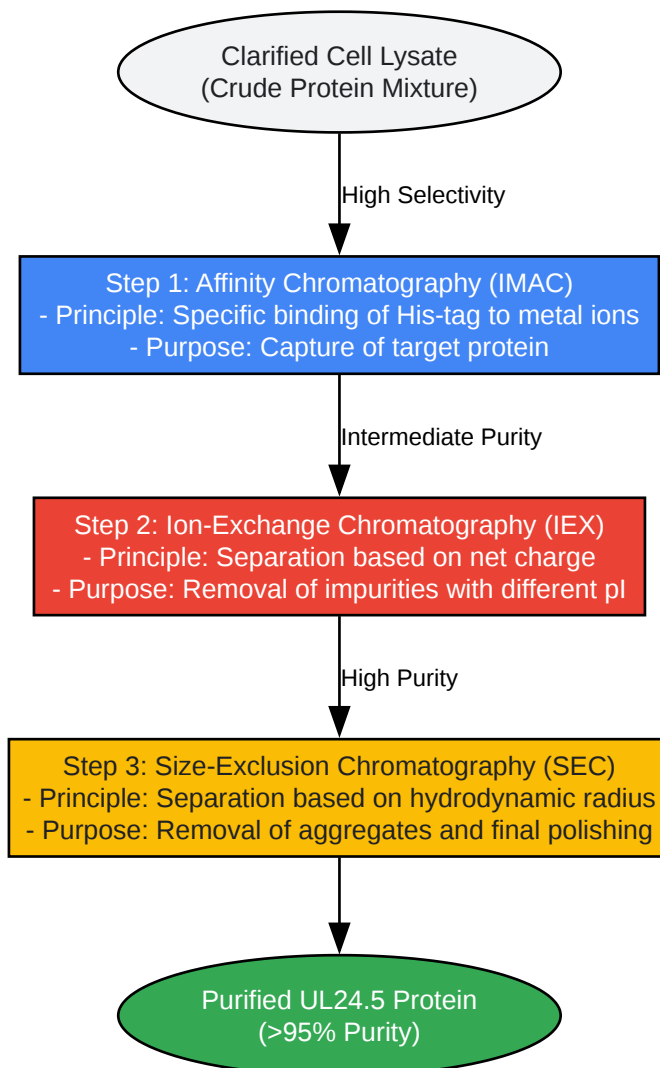 Clarified Cell Lysate
(Crude Protein Mixture)
High Selectivity
Step 1: Affinity Chromatography (IMAC)
- Principle: Specific binding of His-tag to metal ions
- Purpose: Capture of target protein
Intermediate Purity
Step 2: Ion-Exchange Chromatography (IEX)
- Principle: Separation based on net charge
- Purpose: Removal of impurities with different pI
High Purity
Step 3: Size-Exclusion Chromatography (SEC)
- Principle: Separation based on hydrodynamic radius
- Purpose: Removal of aggregates and final polishing
Purified UL24.5 Protein
(>95% Purity)